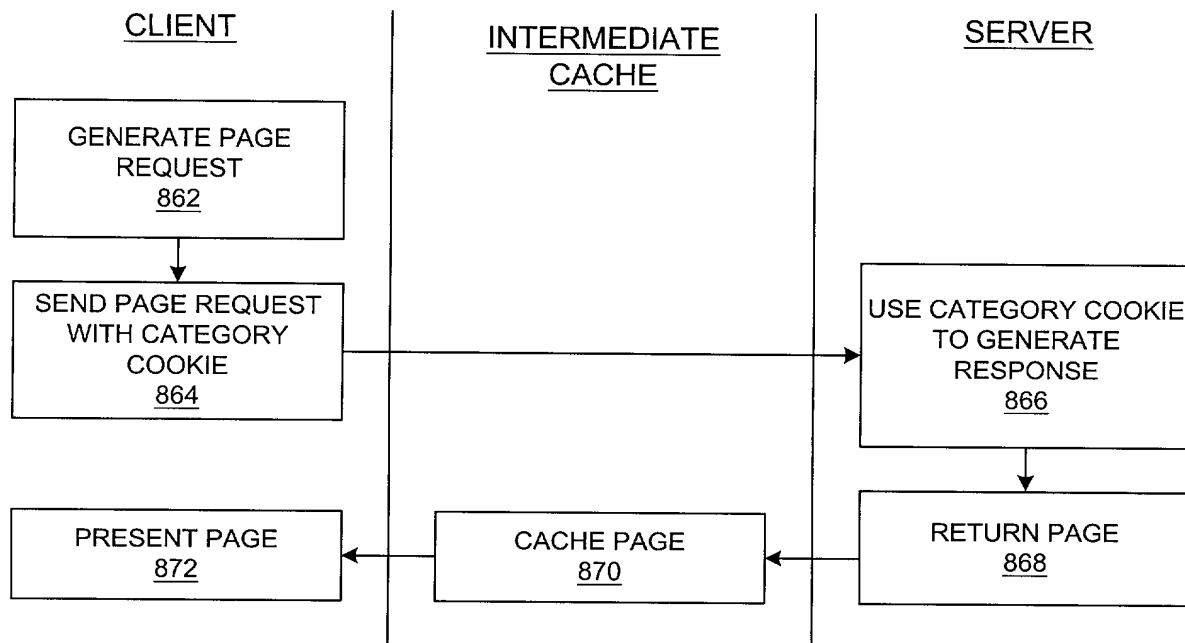 CLIENT
INTERMEDIATE
CACHE
SERVER
GENERATE PAGE
REQUEST
862
SEND PAGE REQUEST
WITH CATEGORY
COOKIE
864
USE CATEGORY COOKIE
TO GENERATE
RESPONSE
866
PRESENT PAGE
872
CACHE PAGE
870
RETURN PAGE
868